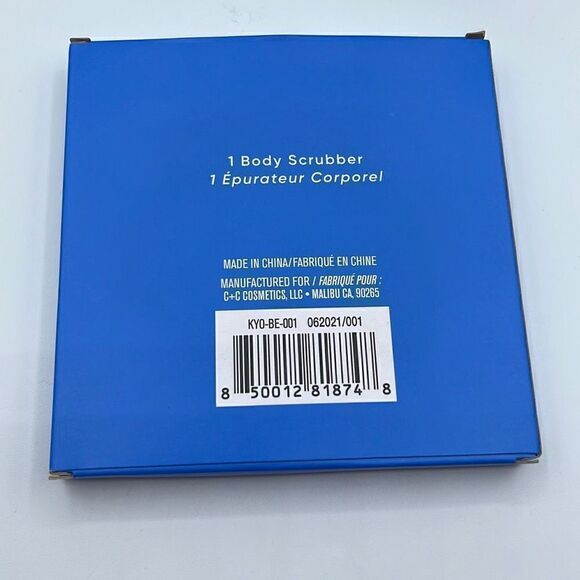 1 Body Scrubber
1 Épurateur Corporel
MADE IN CHINA/FABRIQUÉ EN CHINE
MANUFACTURED FOR / FABRIQUÉ POUR :
C+C COSMETICS, LLC • MALIBU CA, 90265
KYO-BE-001 062021/001
8 50012 81874 8